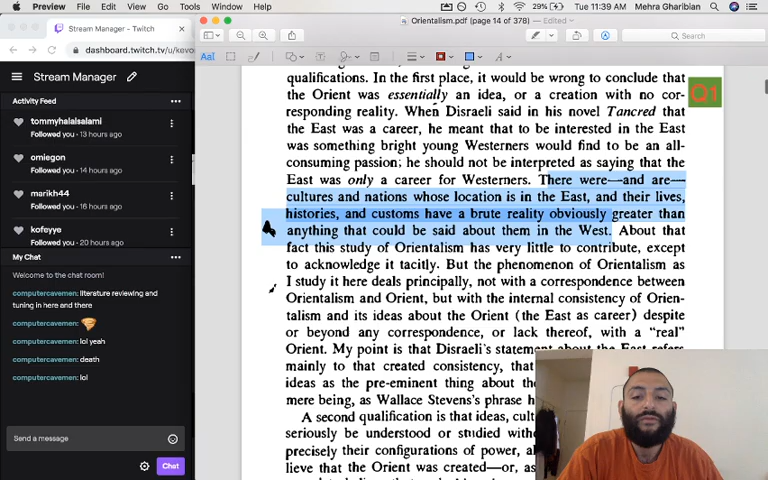 Preview File Edit View Go Tools Window Help 29% Tue 11:39 AM Mehra Gharibian
Stream Manager - Twitch
dashboard.twitch.tv/u/kevo
Stream Manager
Activity Feed
tommyhalalsalami
Followed you · 13 hours ago
omiegon
Followed you · 14 hours ago
marikh44
Followed you · 16 hours ago
kofeyye
Followed you · 20 hours ago
My Chat
Welcome to the chat room!
computercavemen: literature reviewing and
tuning in here and there
computercavemen:
computercavemen: lol yeah
computercavemen: death
computercavemen: lol
Send a message
Chat
Orientalism.pdf (page 14 of 378) — Edited
Search
AaI
qualifications. In the first place, it would be wrong to conclude that
the Orient was essentially an idea, or a creation with no cor-
responding reality. When Disraeli said in his novel Tancred that
the East was a career, he meant that to be interested in the East
was something bright young Westerners would find to be an all-
consuming passion; he should not be interpreted as saying that the
East was only a career for Westerners. There were—and are—
cultures and nations whose location is in the East, and their lives,
histories, and customs have a brute reality obviously greater than
anything that could be said about them in the West. About that
fact this study of Orientalism has very little to contribute, except
to acknowledge it tacitly. But the phenomenon of Orientalism as
I study it here deals principally, not with a correspondence between
Orientalism and Orient, but with the internal consistency of Orien-
talism and its ideas about the Orient (the East as career) despite
or beyond any correspondence, or lack thereof, with a "real"
Orient. My point is that Disraeli's statement about the East refers
mainly to that created consistency, that
ideas as the pre-eminent thing about the
mere being, as Wallace Stevens's phrase h
A second qualification is that ideas, cult
seriously be understood or studied with
precisely their configurations of power, a
lieve that the Orient was created—or, as
Q1